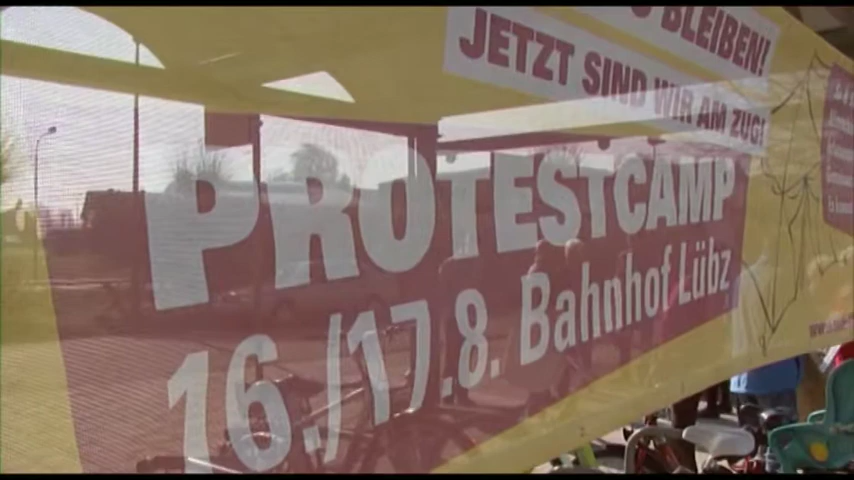 BLEIBEN!
JETZT SIND WIR AM ZUG!
PROTESTCAMP
16./17.8. Bahnhof Lübz